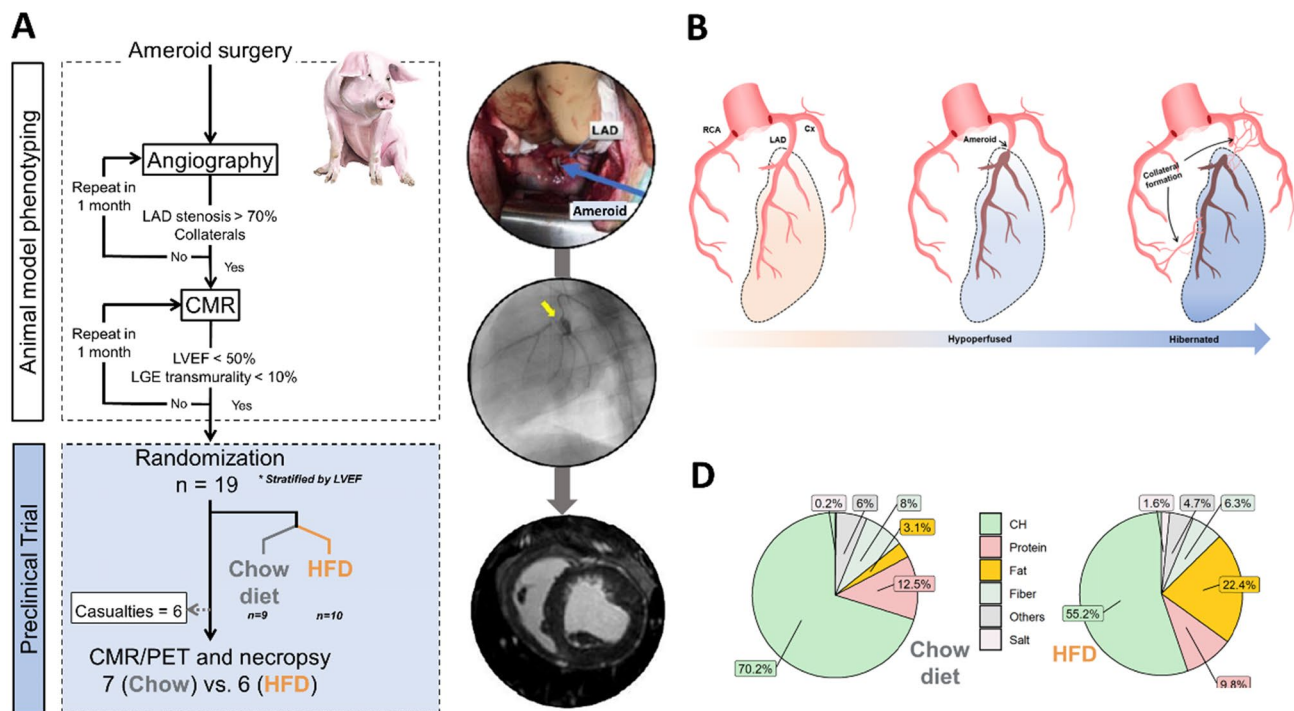 A
Ameroid surgery
Animal model phenotyping
Angiography
Repeat in
1 month
LAD stenosis > 70%
Collaterals
No
Yes
CMR
Repeat in
1 month
LVEF < 50%
LGE transmurality < 10%
No
Yes
Preclinical Trial
Randomization
n = 19
* Stratified by LVEF
Chow
diet
HFD
n=9
n=10
Casualties = 6
CMR/PET and necropsy
7 (Chow) vs. 6 (HFD)
LAD
Ameroid
B
RCA
LAD
Cx
Ameroid
Collateral
formation
Hypoperfused
Hibernated
D
0.2%
6%
8%
3.1%
12.5%
70.2%
Chow
diet
CH
Protein
Fat
Fiber
Others
Salt
1.6%
4.7%
6.3%
22.4%
55.2%
9.8%
HFD